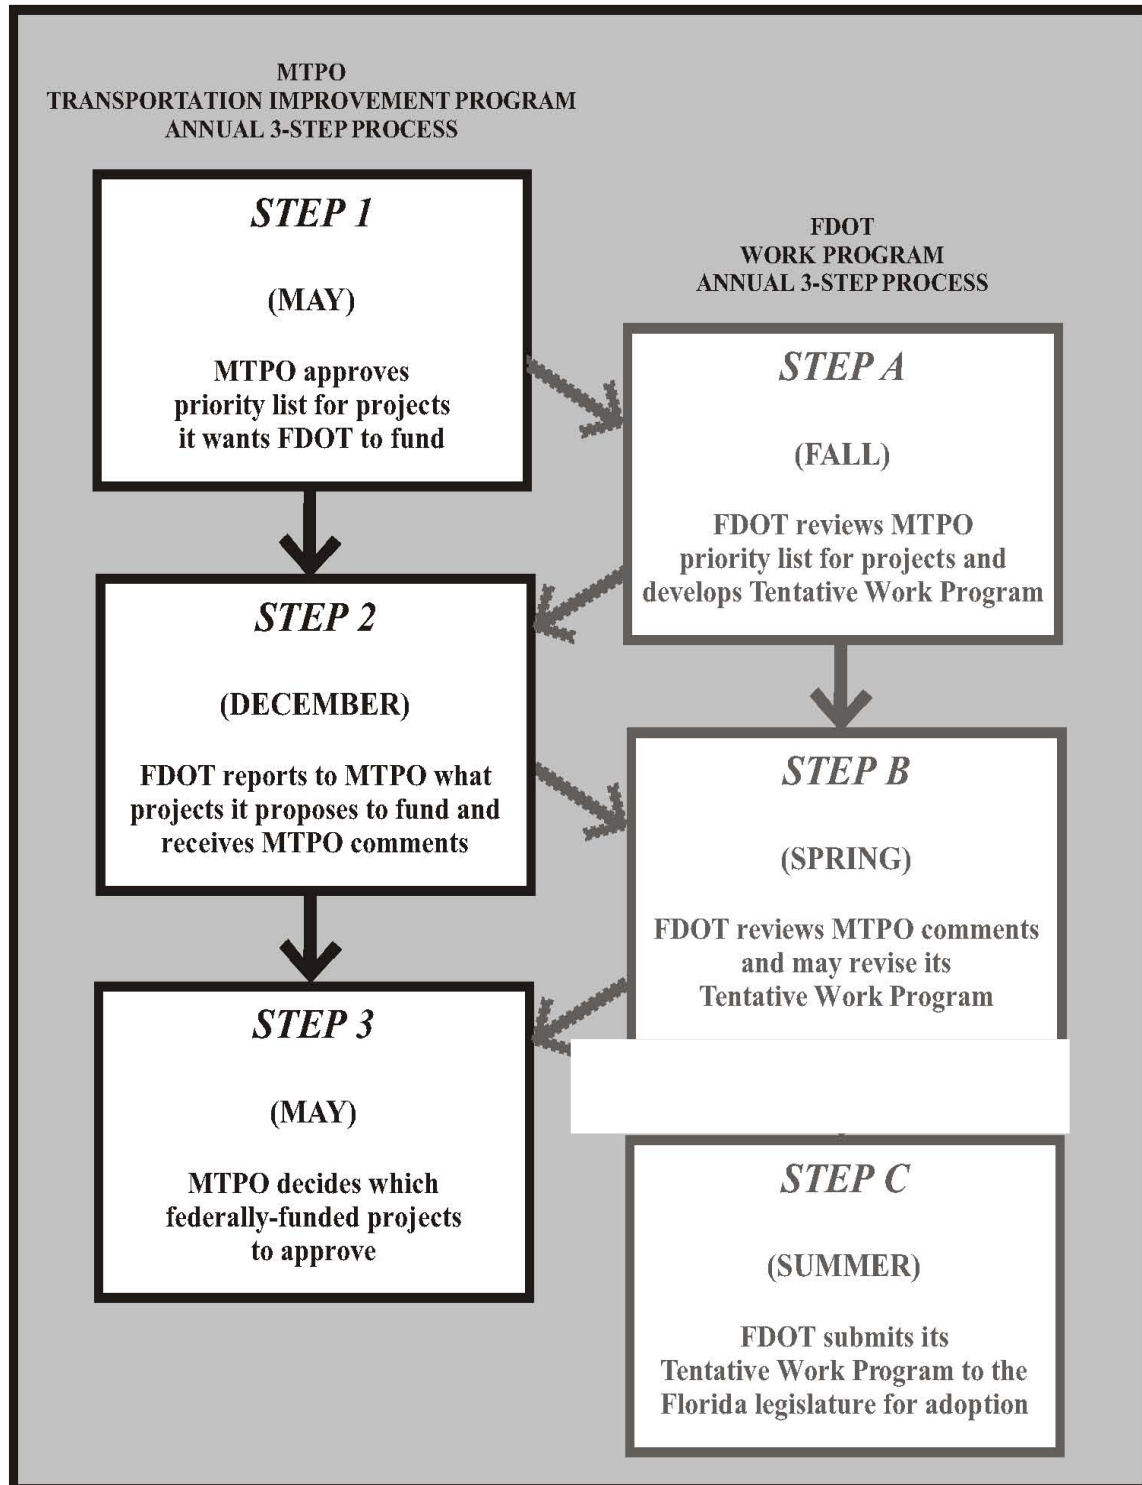 MTPO
TRANSPORTATION IMPROVEMENT PROGRAM
ANNUAL 3-STEP PROCESS
STEP 1
(MAY)
MTPO approves
priority list for projects
it wants FDOT to fund
FDOT
WORK PROGRAM
ANNUAL 3-STEP PROCESS
STEP A
(FALL)
FDOT reviews MTPO
priority list for projects and
develops Tentative Work Program
STEP 2
(DECEMBER)
FDOT reports to MTPO what
projects it proposes to fund and
receives MTPO comments
STEP B
(SPRING)
FDOT reviews MTPO comments
and may revise its
Tentative Work Program
STEP 3
(MAY)
MTPO decides which
federally-funded projects
to approve
STEP C
(SUMMER)
FDOT submits its
Tentative Work Program to the
Florida legislature for adoption